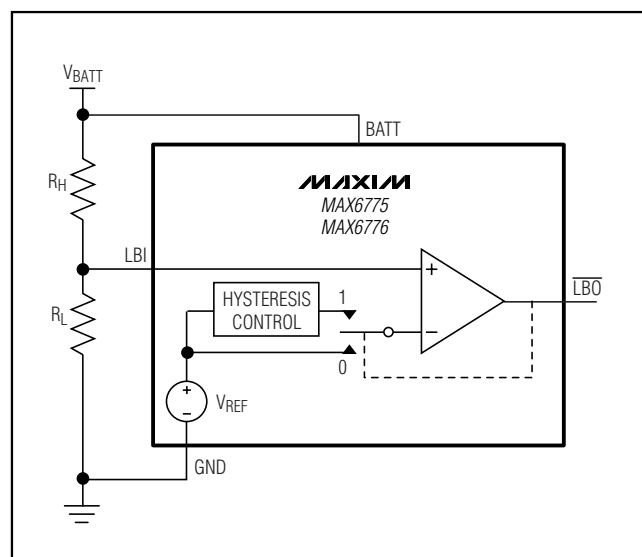 VBATT
BATT
RH
MAXIM
MAX6775
MAX6776
LBI
LBO
HYSTERESIS
CONTROL
1
+
−
RL
0
+
−
VREF
GND